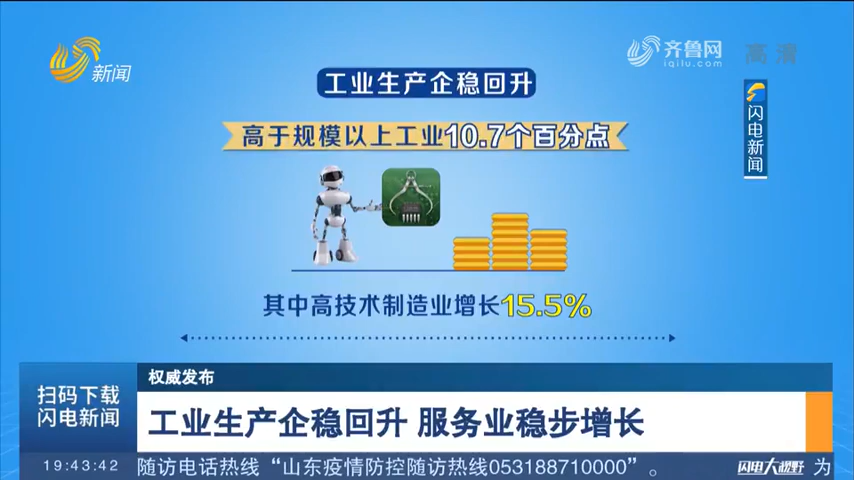 新闻
齐鲁网
iqilu.com
高清
闪电新闻
工业生产企稳回升
高于规模以上工业10.7个百分点
其中高技术制造业增长15.5%
扫码下载
闪电新闻
权威发布
工业生产企稳回升 服务业稳步增长
19:43:42
随访电话热线“山东疫情防控随访热线053188710000”。
闪电大视野
为